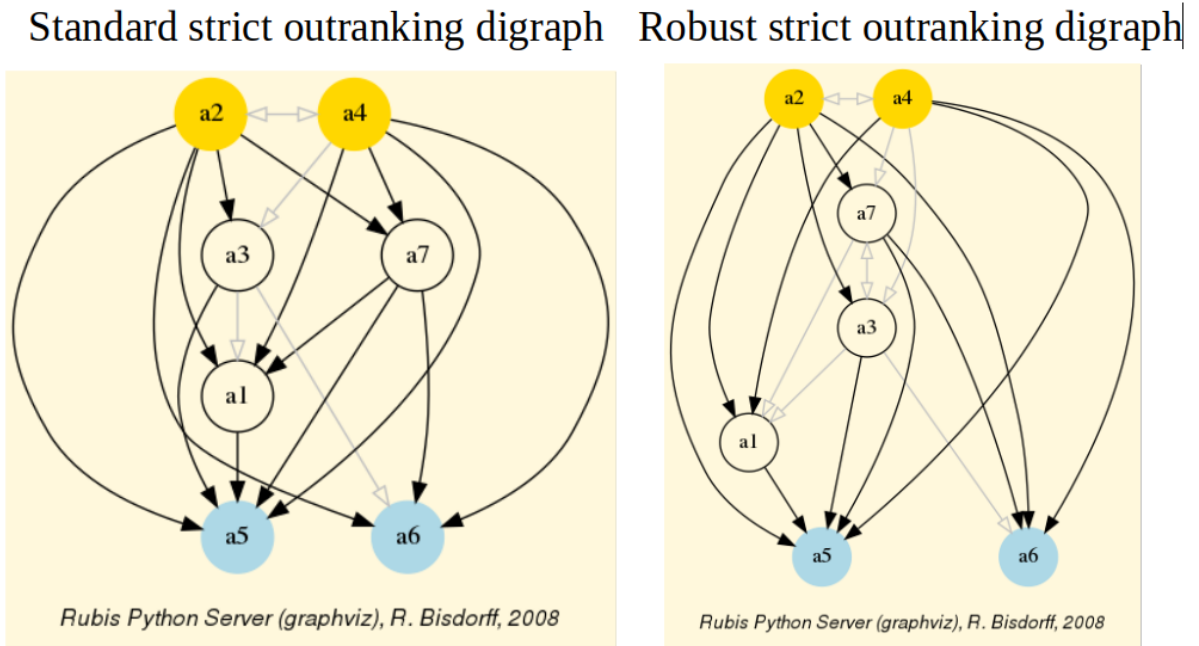 Standard strict outranking digraph
a2
a4
a3
a7
a1
a5
a6
Rubis Python Server (graphviz), R. Bisdorff, 2008
Robust strict outranking digraph
a2
a4
a7
a3
a1
a5
a6
Rubis Python Server (graphviz), R. Bisdorff, 2008